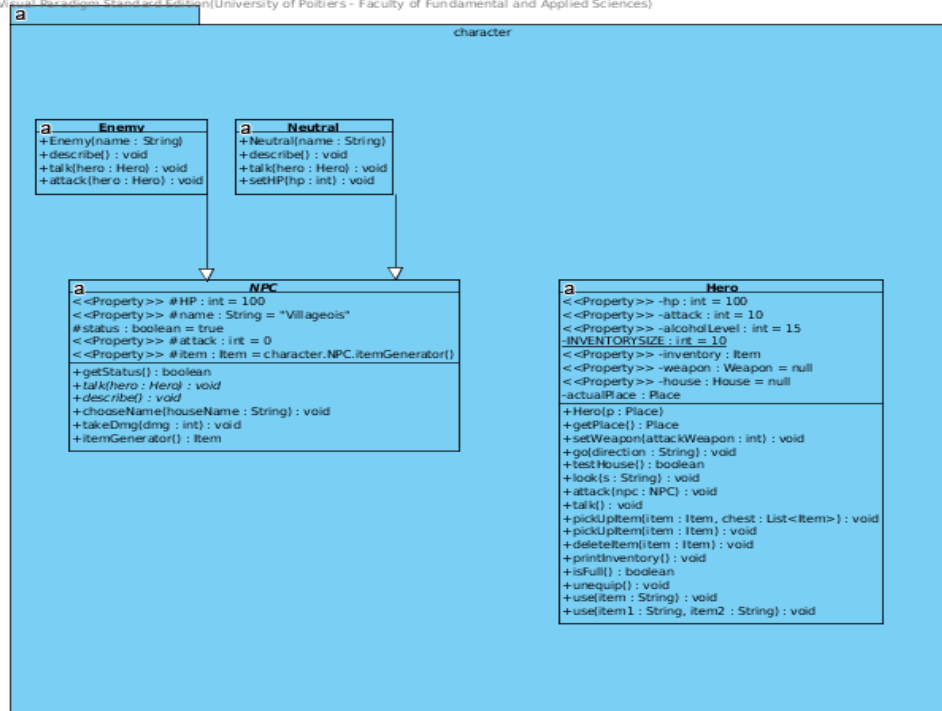 Visual Paradigm Standard Edition(University of Poitiers - Faculty of Fundamental and Applied Sciences)
a
character
a Enemy
+Enemy(name : String)
+describe() : void
+talk(hero : Hero) : void
+attack(hero : Hero) : void
a Neutral
+Neutral(name : String)
+describe() : void
+talk(hero : Hero) : void
+setHP(hp : int) : void
a NPC
<<Property>> #HP : int = 100
<<Property>> #name : String = "Villageois"
#status : boolean = true
<<Property>> #attack : int = 0
<<Property>> #item : Item = character.NPC.itemGenerator()
+getStatus() : boolean
+talk(hero : Hero) : void
+describe() : void
+chooseName(houseName : String) : void
+takeDmg(dmg : int) : void
+itemGenerator() : Item
a Hero
<<Property>> -hp : int = 100
<<Property>> -attack : int = 10
<<Property>> -alcoholLevel : int = 15
-INVENTORYSIZE : int = 10
<<Property>> -inventory : Item
<<Property>> -weapon : Weapon = null
<<Property>> -house : House = null
-actualPlace : Place
+Hero(p : Place)
+getPlace() : Place
+setWeapon(attackWeapon : int) : void
+go(direction : String) : void
+testHouse() : boolean
+look(s : String) : void
+attack(npc : NPC) : void
+talk() : void
+pickUpItem(item : Item, chest : List<Item>) : void
+pickUpItem(item : Item) : void
+deleteItem(item : Item) : void
+printInventory() : void
+isFull() : boolean
+unequip() : void
+use(item : String) : void
+use(item1 : String, item2 : String) : void